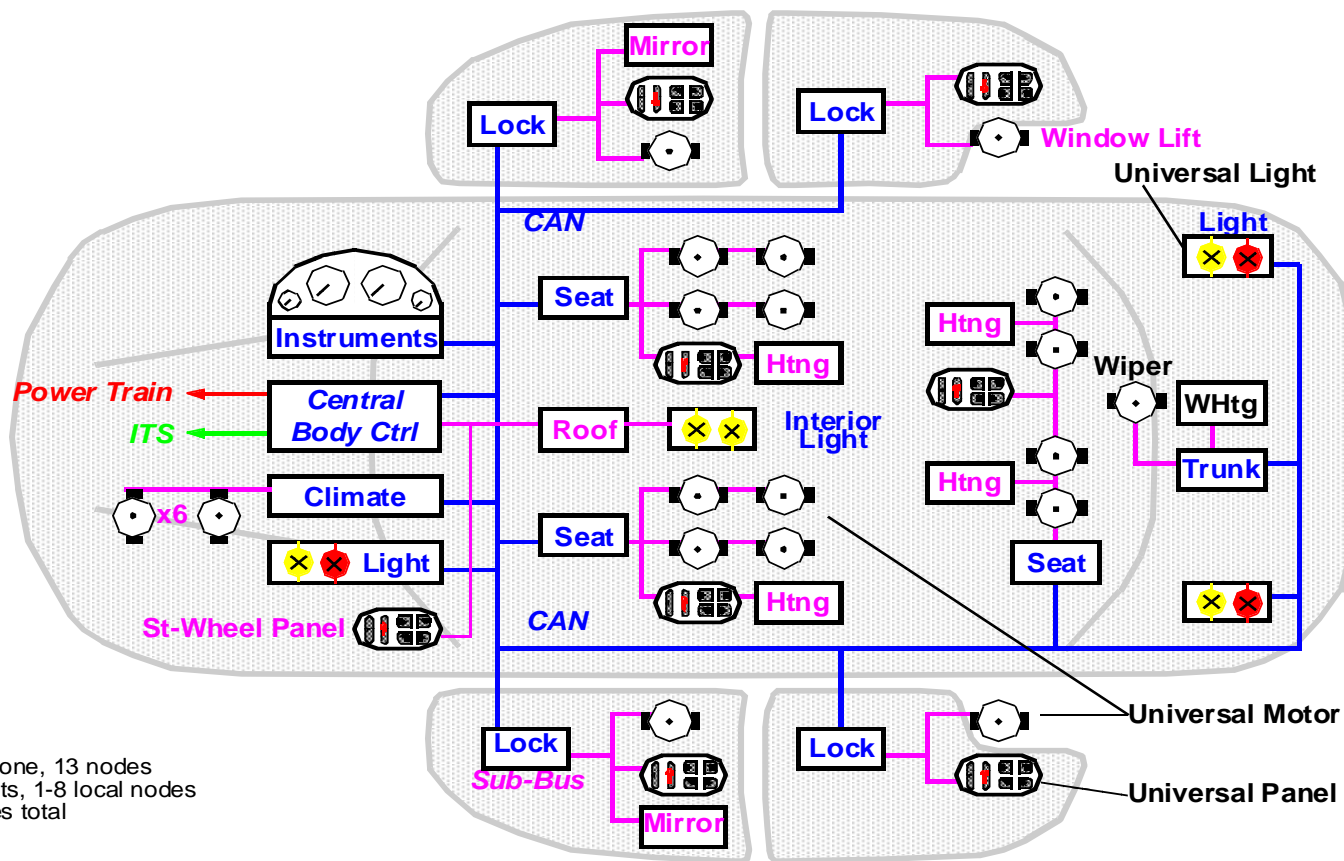 Mirror
Lock
Lock
Window Lift
Universal Light
CAN
Light
Seat
Instruments
Htng
Htng
Wiper
Power Train
Central
Body Ctrl
WHtg
ITS
Roof
Interior
Light
Trunk
Climate
Htng
x6
Seat
Light
Seat
Htng
St-Wheel Panel
CAN
Lock
Lock
Universal Motor
Sub-Bus
one, 13 nodes
ts, 1-8 local nodes
s total
Universal Panel
Mirror